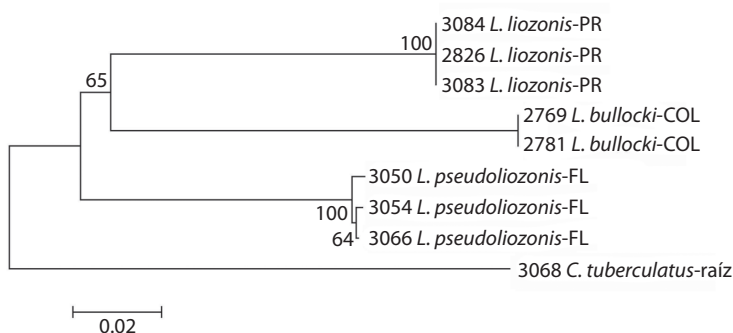 3084 L. liozonis-PR
100
2826 L. liozonis-PR
65
3083 L. liozonis-PR
2769 L. bullocki-COL
2781 L. bullocki-COL
3050 L. pseudoliozonis-FL
3054 L. pseudoliozonis-FL
100
64
3066 L. pseudoliozonis-FL
3068 C. tuberculatus-raíz
0.02